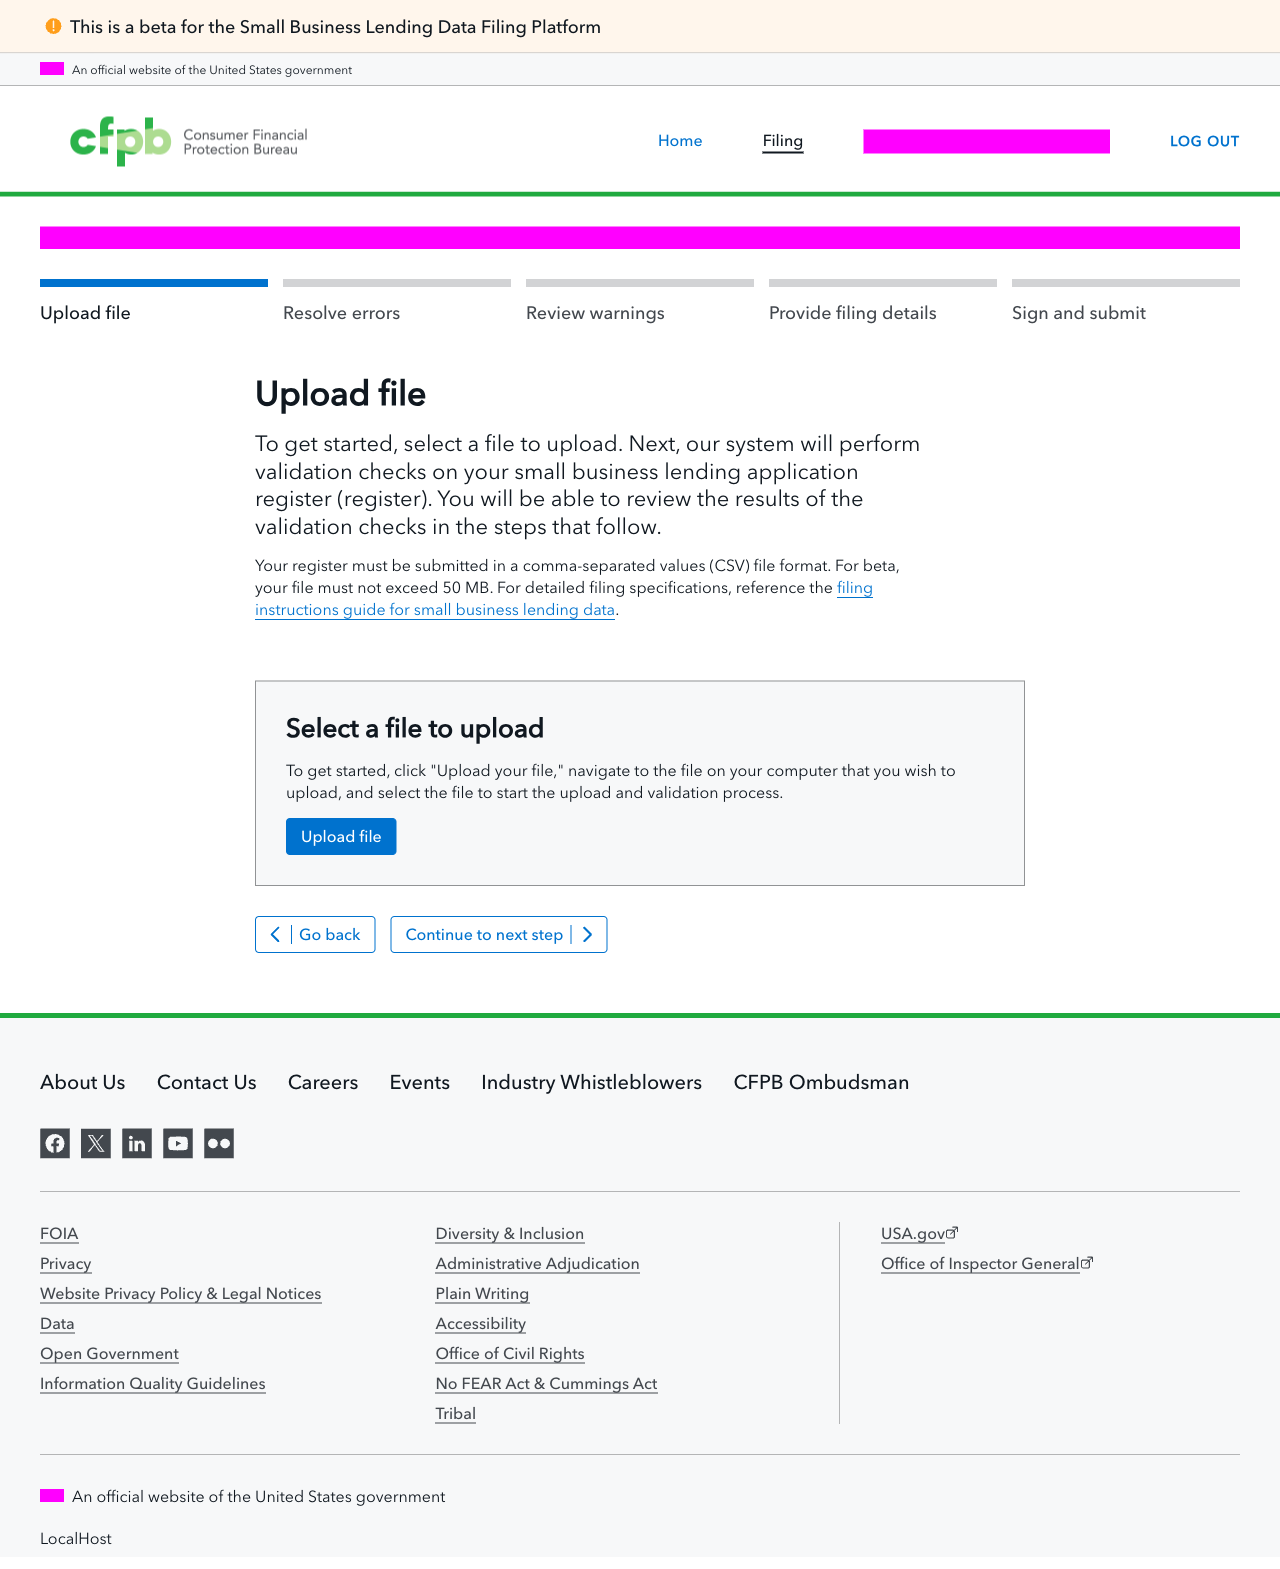 This is a beta for the Small Business Lending Data Filing Platform
An official website of the United States government
cfpb Consumer Financial
Protection Bureau
Home
Filing
LOG OUT
Upload file
Resolve errors
Review warnings
Provide filing details
Sign and submit
Upload file
To get started, select a file to upload. Next, our system will perform
validation checks on your small business lending application
register (register). You will be able to review the results of the
validation checks in the steps that follow.
Your register must be submitted in a comma-separated values (CSV) file format. For beta,
your file must not exceed 50 MB. For detailed filing specifications, reference the filing
instructions guide for small business lending data.
Select a file to upload
To get started, click "Upload your file," navigate to the file on your computer that you wish to
upload, and select the file to start the upload and validation process.
Upload file
Go back
Continue to next step
About Us
Contact Us
Careers
Events
Industry Whistleblowers
CFPB Ombudsman
FOIA
Privacy
Website Privacy Policy & Legal Notices
Data
Open Government
Information Quality Guidelines
Diversity & Inclusion
Administrative Adjudication
Plain Writing
Accessibility
Office of Civil Rights
No FEAR Act & Cummings Act
Tribal
USA.gov
Office of Inspector General
An official website of the United States government
LocalHost